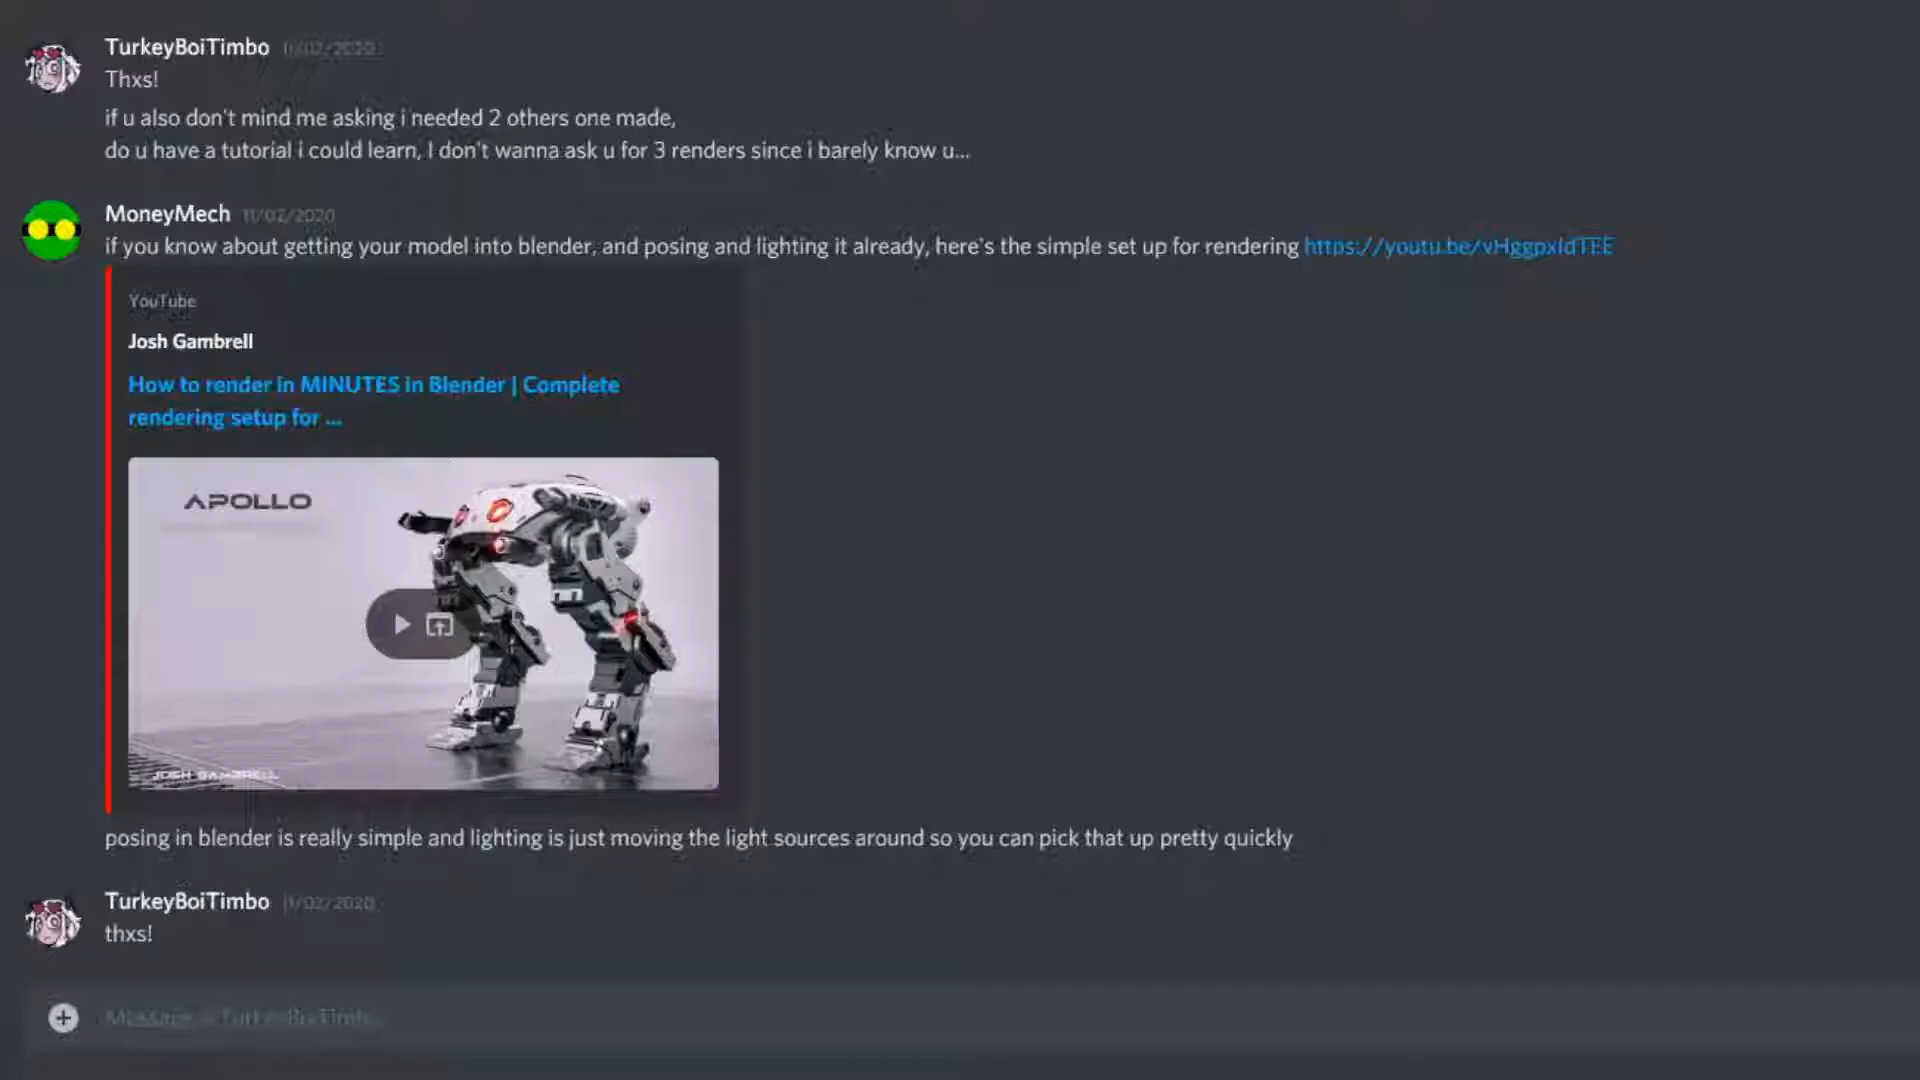 TurkeyBoiTimbo 11/02/2020
Thxs!
if u also don't mind me asking i needed 2 others one made,
do u have a tutorial i could learn, I don't wanna ask u for 3 renders since i barely know u...
MoneyMech 11/02/2020
if you know about getting your model into blender, and posing and lighting it already, here's the simple set up for rendering https://youtu.be/vHggpxIdTEE
YouTube
Josh Gambrell
How to render in MINUTES in Blender | Complete
rendering setup for ...
APOLLO
JOSH GAMBRELL
posing in blender is really simple and lighting is just moving the light sources around so you can pick that up pretty quickly
TurkeyBoiTimbo 11/02/2020
thxs!
Message @TurkeyBoiTimbo